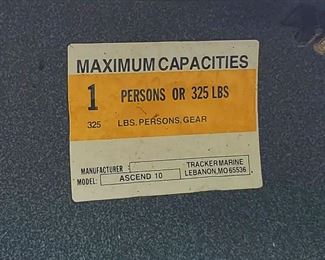 MAXIMUM CAPACITIES
1 PERSONS OR 325 LBS
325 LBS. PERSONS, GEAR
MANUFACTURER : TRACKER MARINE
MODEL: ASCEND 10 LEBANON, MO 65536